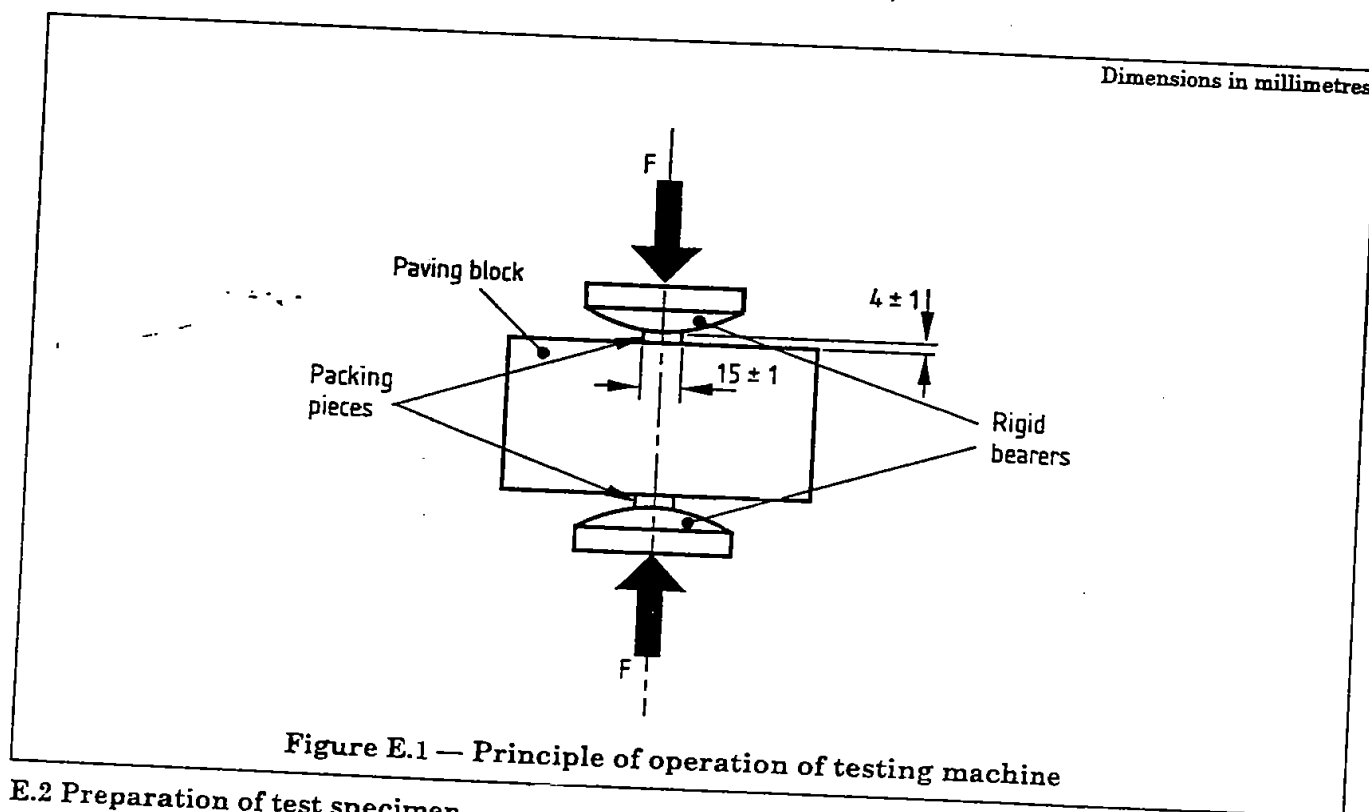 Dimensions in millimetres
F
Paving block
4 ± 1
Packing
pieces
15 ± 1
Rigid
bearers
F
Figure E.1 — Principle of operation of testing machine
E.2 Preparation of test specimen